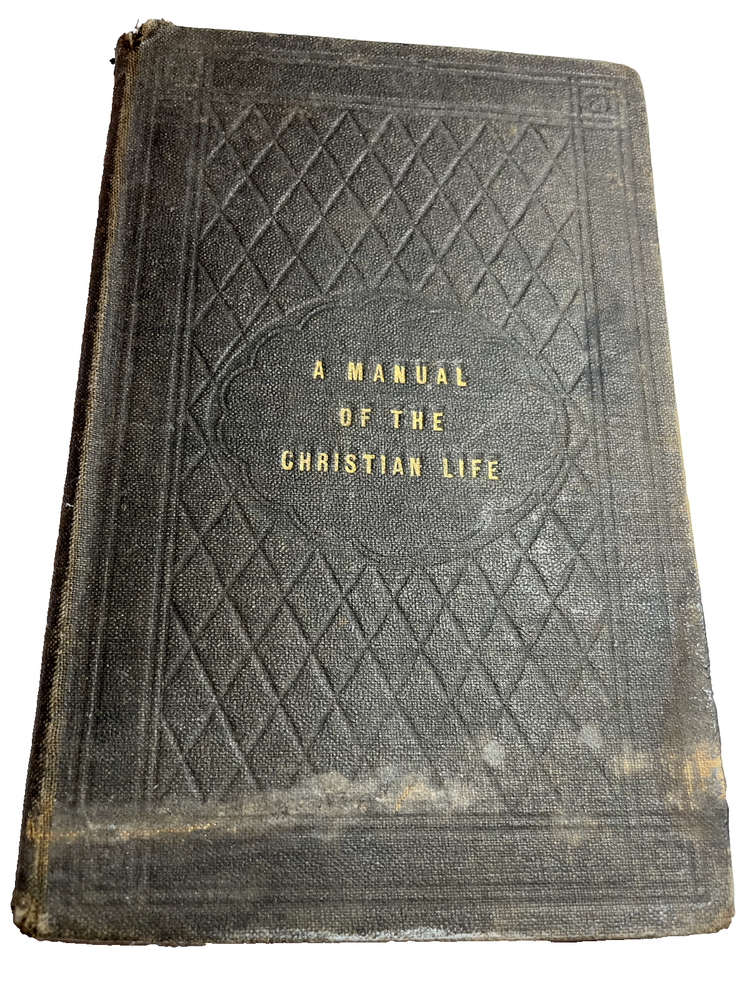 A MANUAL
OF THE
CHRISTIAN LIFE